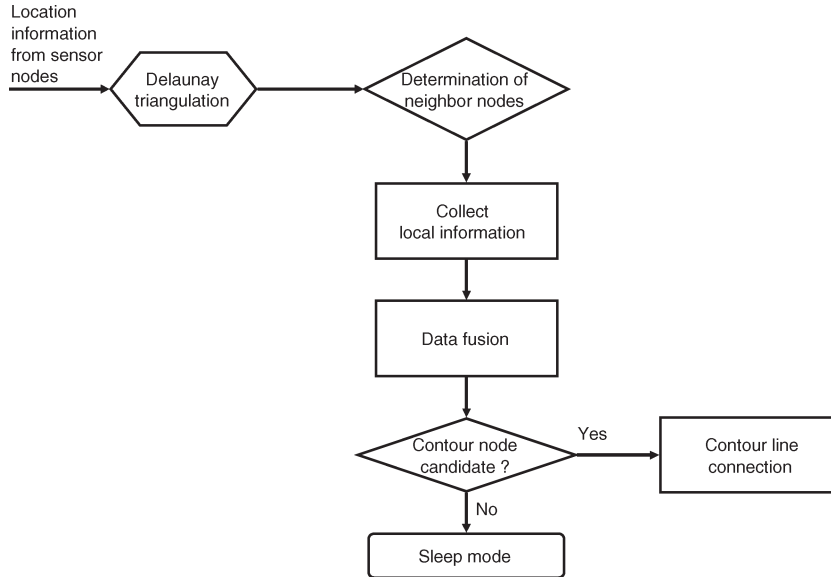 Location
information
from sensor
nodes
Delaunay
triangulation
Determination of
neighbor nodes
Collect
local information
Data fusion
Contour node
candidate ?
Yes
Contour line
connection
No
Sleep mode